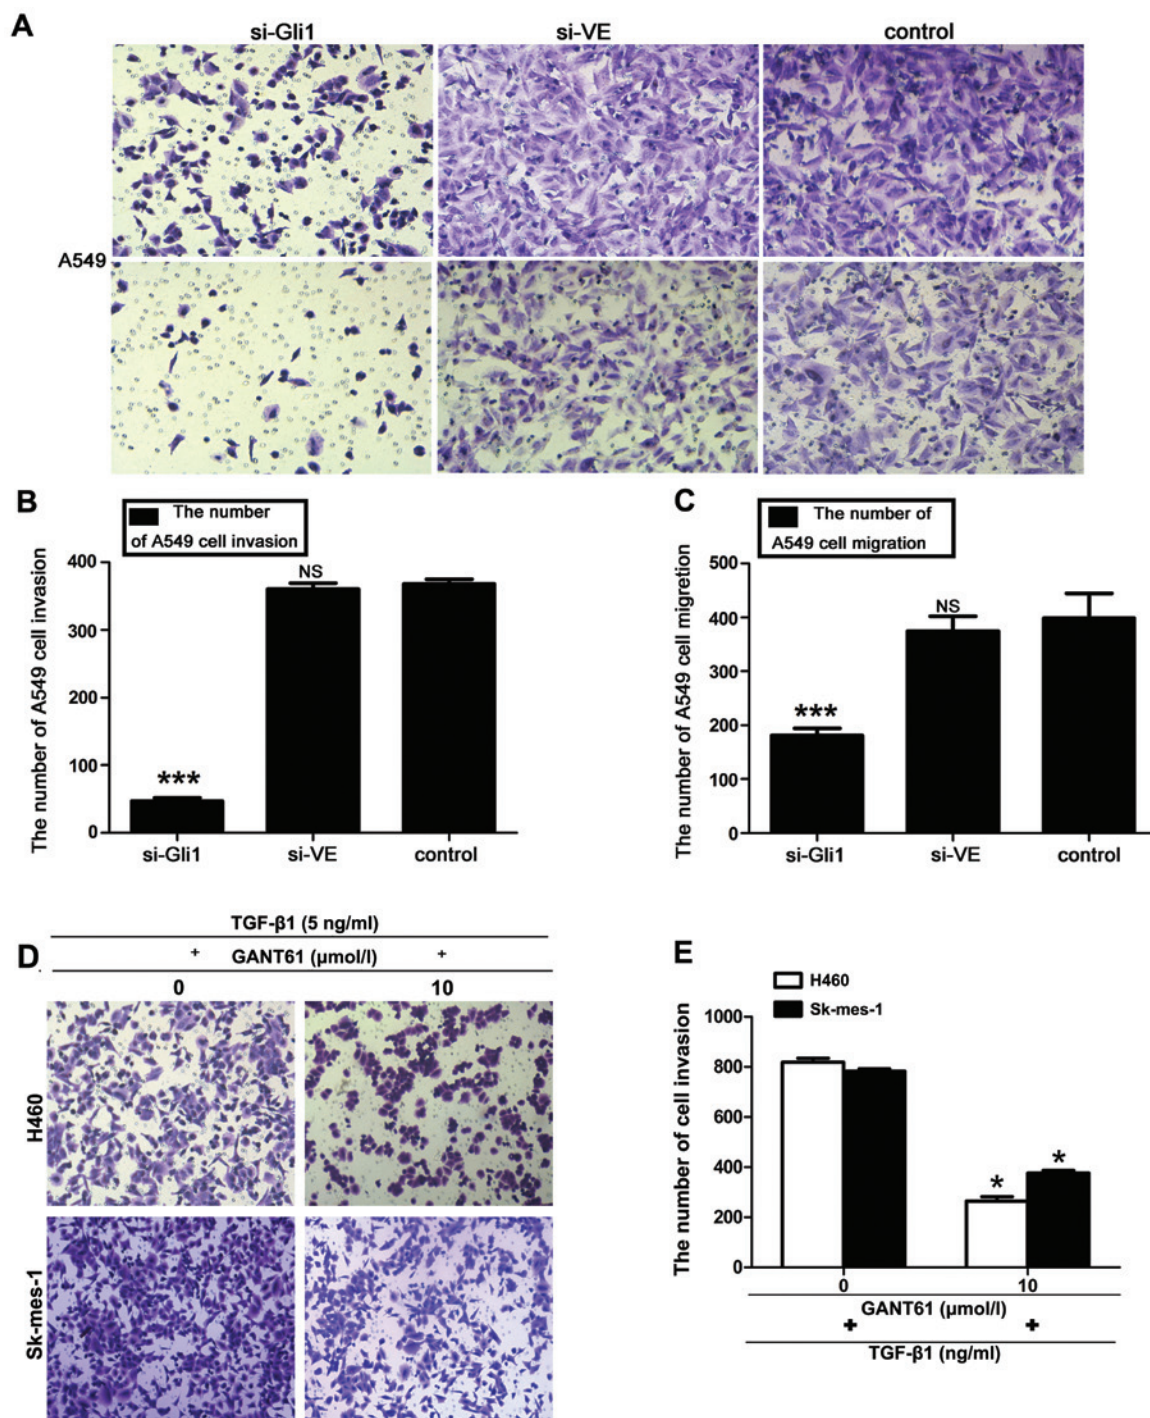 A
si-Gli1 si-VE control
A549
B
The number
of A549 cell invasion
The number of A549 cell invasion
400
300
200
100
0
***
NS
si-Gli1 si-VE control
C
The number of
A549 cell migration
The number of A549 cell migretion
500
400
300
200
100
0
***
NS
si-Gli1 si-VE control
D
TGF-β1 (5 ng/ml)
+ GANT61 (μmol/l) +
0 10
H460
Sk-mes-1
E
H460
Sk-mes-1
The number of cell invasion
1000
800
600
400
200
0
*
*
0 10
GANT61 (μmol/l)
+ +
TGF-β1 (ng/ml)